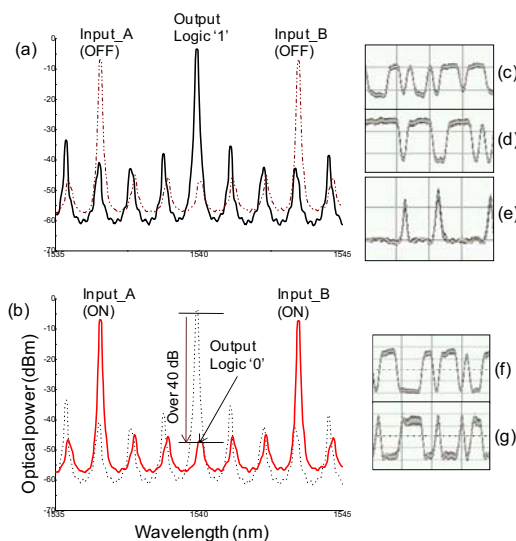 (a)
Input_A
(OFF)
Output
Logic '1'
Input_B
(OFF)
0
-10
-20
-30
-40
-50
-60
-70
1535
1540
1545
(c)
(d)
(e)
(b)
Input_A
(ON)
Input_B
(ON)
Over 40 dB
Output
Logic '0'
Optical power (dBm)
0
-10
-20
-30
-40
-50
-60
-70
1535
1540
1545
Wavelength (nm)
(f)
(g)